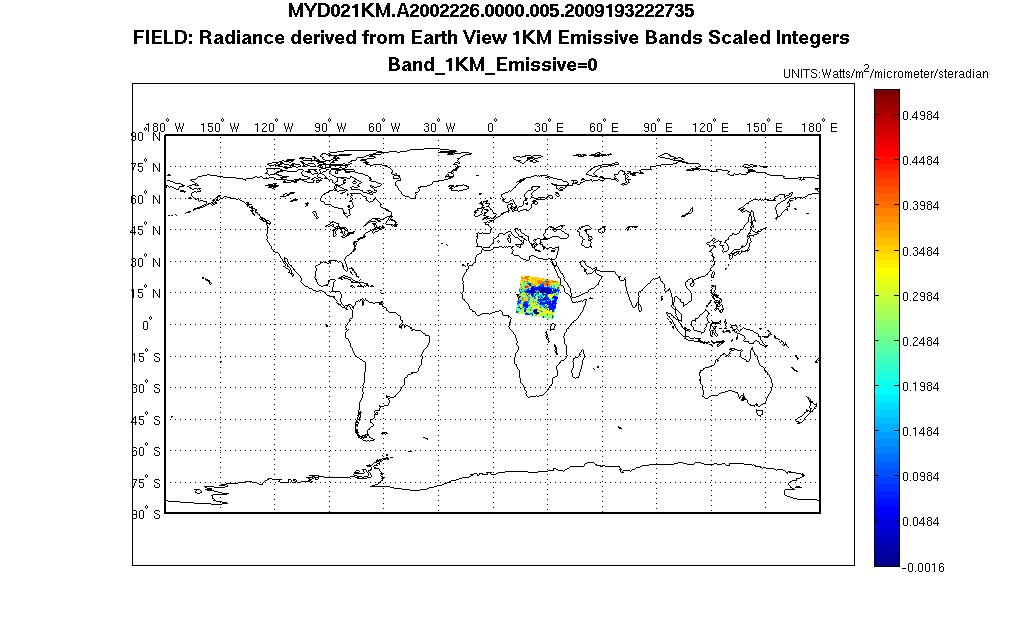 MYD021KM.A2002226.0000.005.2009193222735
FIELD: Radiance derived from Earth View 1KM Emissive Bands Scaled Integers
Band_1KM_Emissive=0
UNITS:Watts/m²/micrometer/steradian
180° W 150° W 120° W 90° W 60° W 30° W 0° 30° E 60° E 90° E 120° E 150° E 180° E
90° N
75° N
60° N
45° N
30° N
15° N
0°
15° S
30° S
45° S
60° S
75° S
90° S
0.4984
0.4484
0.3984
0.3484
0.2984
0.2484
0.1984
0.1484
0.0984
0.0484
-0.0016